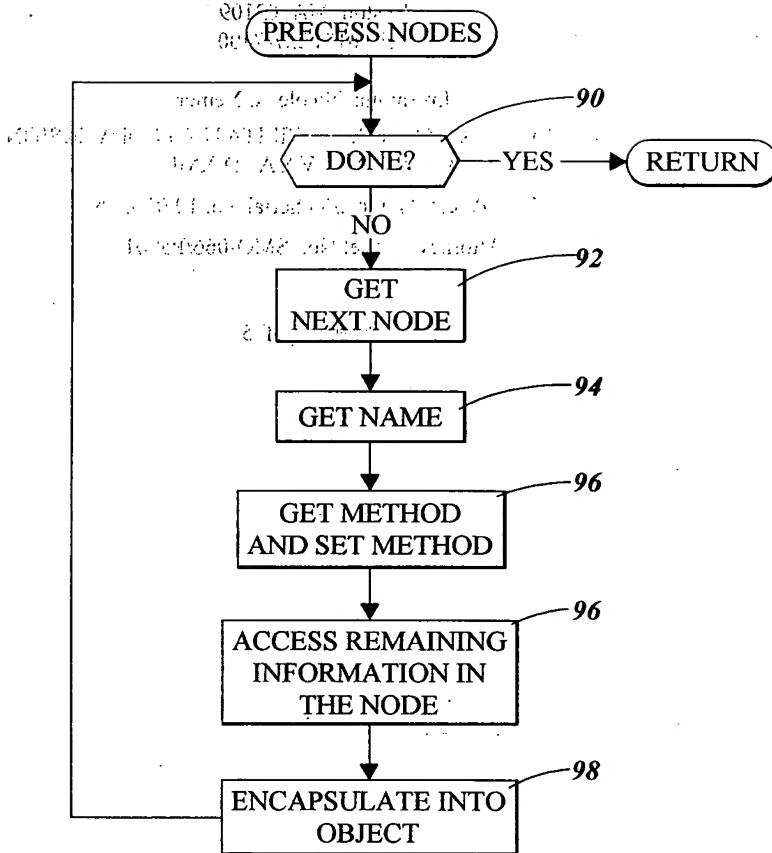 PRECESS NODES
90
DONE?
YES
RETURN
NO
92
GET
NEXT NODE
94
GET NAME
96
GET METHOD
AND SET METHOD
96
ACCESS REMAINING
INFORMATION IN
THE NODE
98
ENCAPSULATE INTO
OBJECT